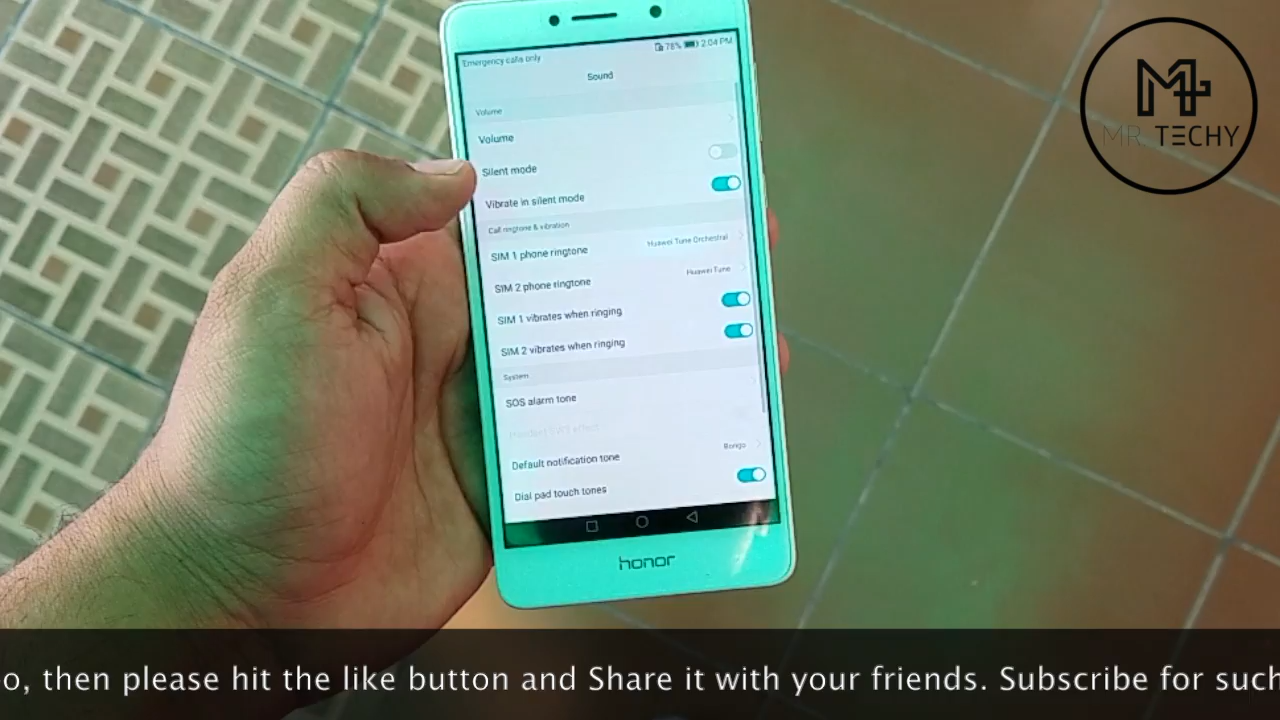 Emergency calls only
78% 2:04 PM
Sound
Volume
Volume
Silent mode
Vibrate in silent mode
Call ringtone & vibration
SIM 1 phone ringtone Huawei Tune Orchestral
SIM 2 phone ringtone Huawei Tune
SIM 1 vibrates when ringing
SIM 2 vibrates when ringing
System
SOS alarm tone
Default notification tone Bongo
Dial pad touch tones
honor
MR. TECHY
o, then please hit the like button and Share it with your friends. Subscribe for such